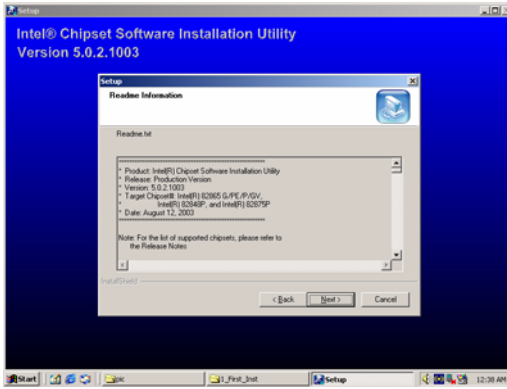 Setup
Intel® Chipset Software Installation Utility
Version 5.0.2.1003
Setup
Readme Information
Readme.txt
************************************************************
* Product: Intel(R) Chipset Software Installation Utility
* Release: Production Version
* Version: 5.0.2.1003
* Target Chipset#: Intel(R) 82865 G/PE/P/GV,
* Intel(R) 82848P, and Intel(R) 82875P
* Date: August 12, 2003
************************************************************
Note: For the list of supported chipsets, please refer to
the Release Notes
InstallShield
< Back
Next >
Cancel
Start
pic
1_First_Inst
Setup
12:38 AM